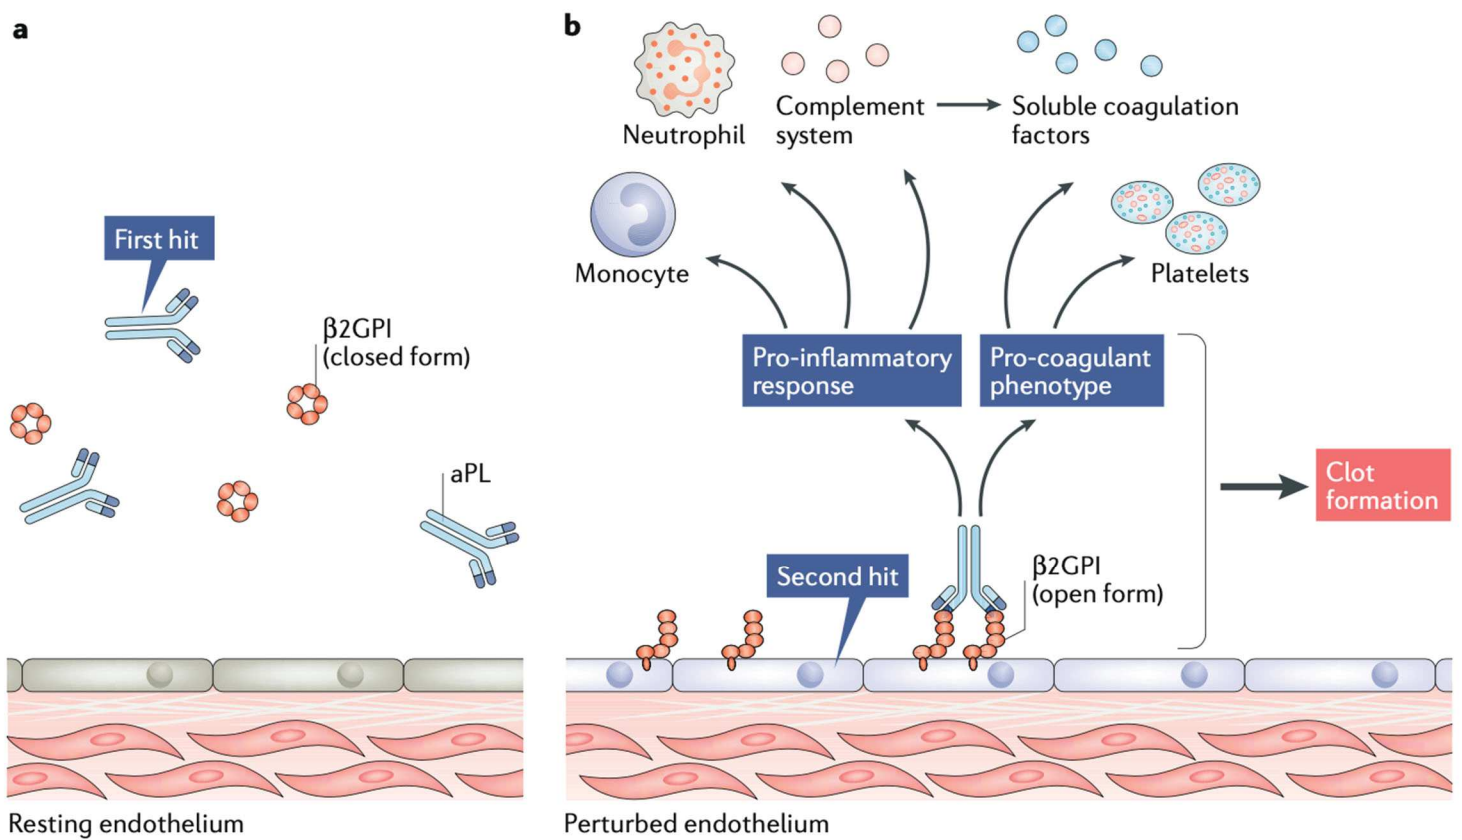 a
First hit
β2GPI
(closed form)
aPL
Resting endothelium
b
Neutrophil
Complement
system
Soluble coagulation
factors
Monocyte
Platelets
Pro-inflammatory
response
Pro-coagulant
phenotype
Clot
formation
Second hit
β2GPI
(open form)
Perturbed endothelium